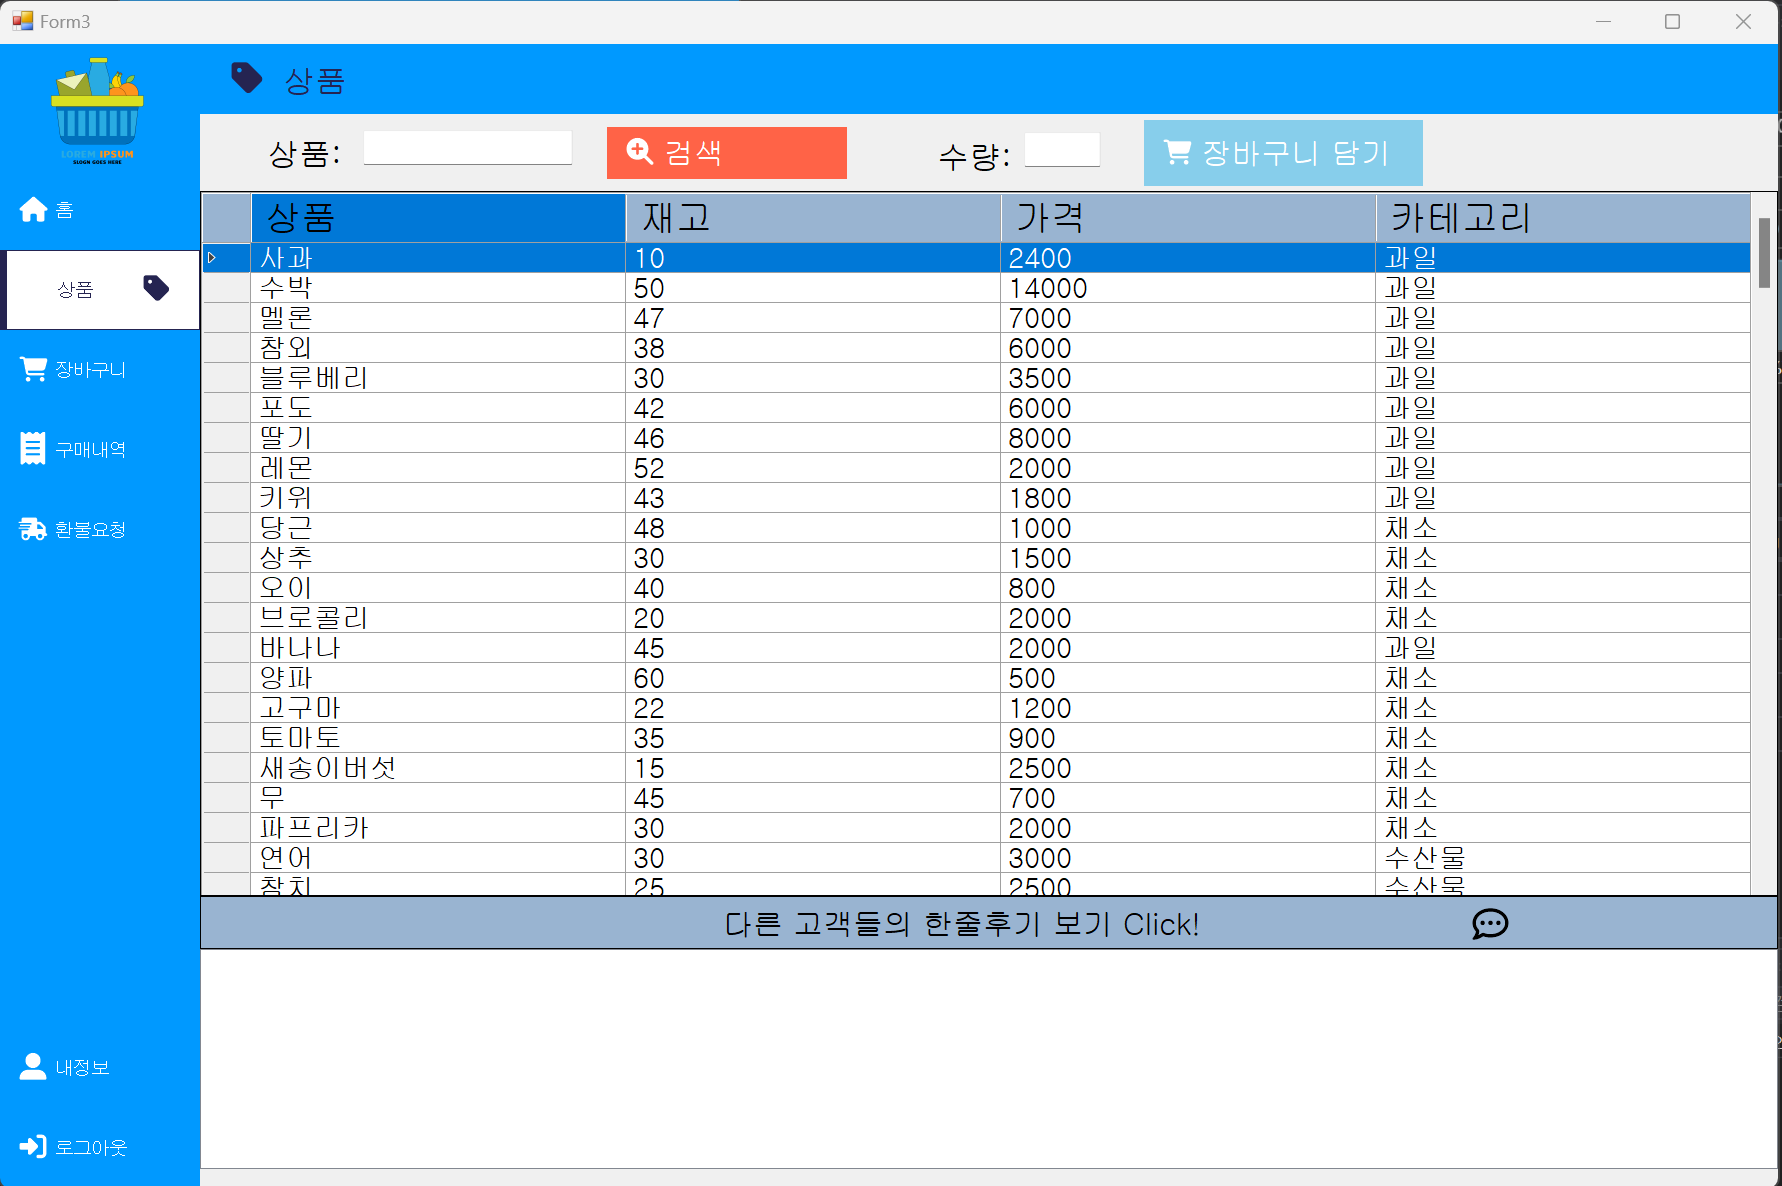 Form3
LOREM IPSUM
SLOGN GOES HERE
상품
상품: 검색 수량: 장바구니 담기
홈
상품
장바구니
구매내역
환불요청
내정보
로그아웃
상품 재고 가격 카테고리
사과 10 2400 과일
수박 50 14000 과일
멜론 47 7000 과일
참외 38 6000 과일
블루베리 30 3500 과일
포도 42 6000 과일
딸기 46 8000 과일
레몬 52 2000 과일
키위 43 1800 과일
당근 48 1000 채소
상추 30 1500 채소
오이 40 800 채소
브로콜리 20 2000 채소
바나나 45 2000 과일
양파 60 500 채소
고구마 22 1200 채소
토마토 35 900 채소
새송이버섯 15 2500 채소
무 45 700 채소
파프리카 30 2000 채소
연어 30 3000 수산물
참치 25 2500 수산물
다른 고객들의 한줄후기 보기 Click!